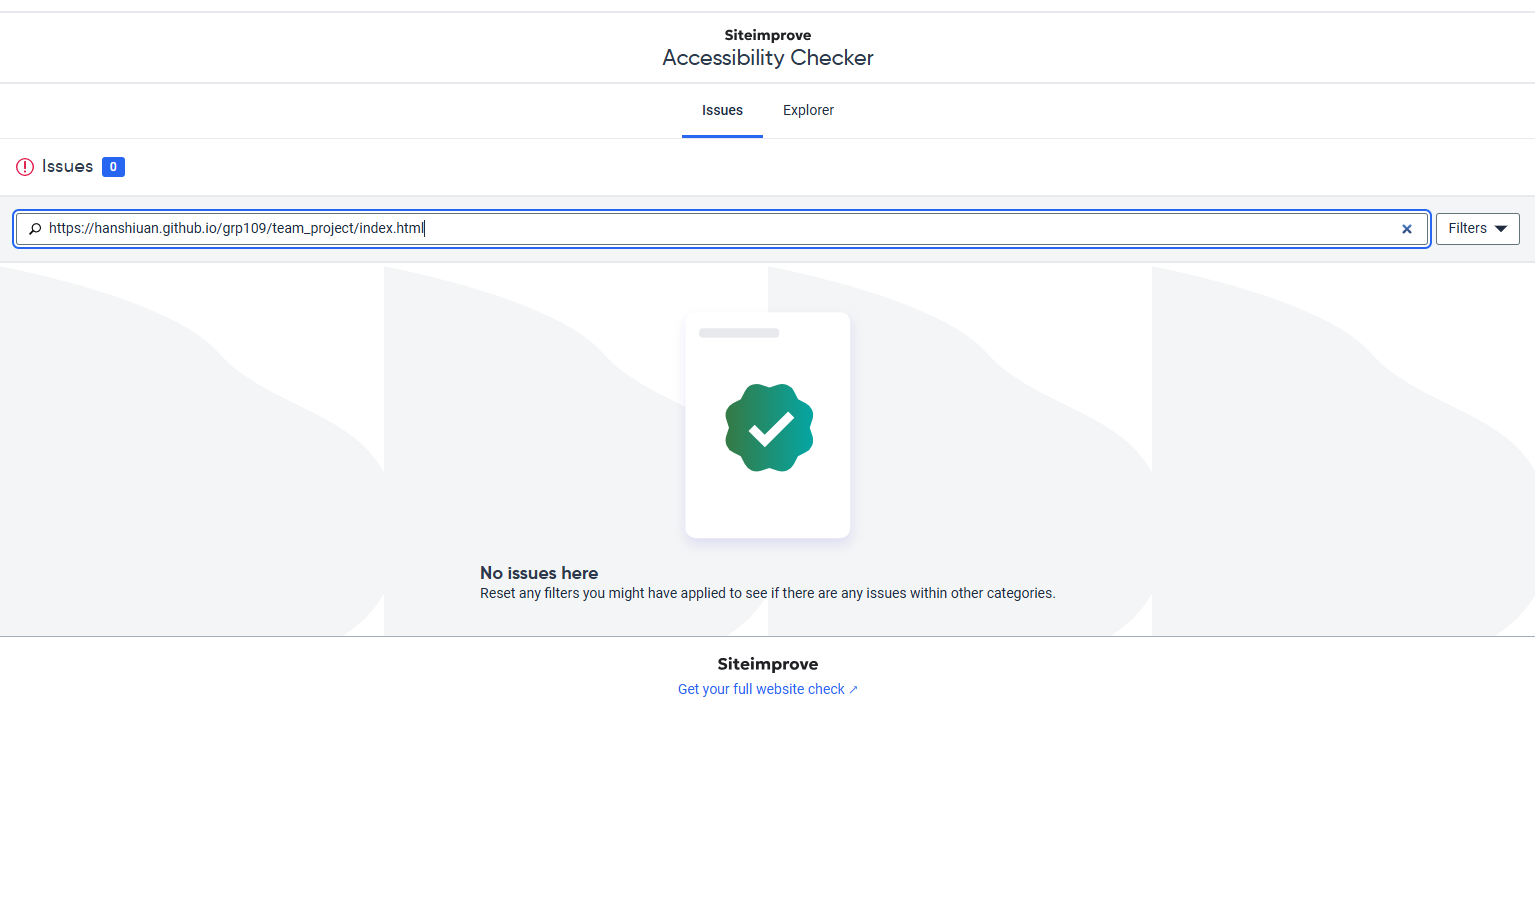 Siteimprove
Accessibility Checker
Issues Explorer
Issues 0
https://hanshiuan.github.io/grp109/team_project/index.html
Filters
No issues here
Reset any filters you might have applied to see if there are any issues within other categories.
Siteimprove
Get your full website check ↗